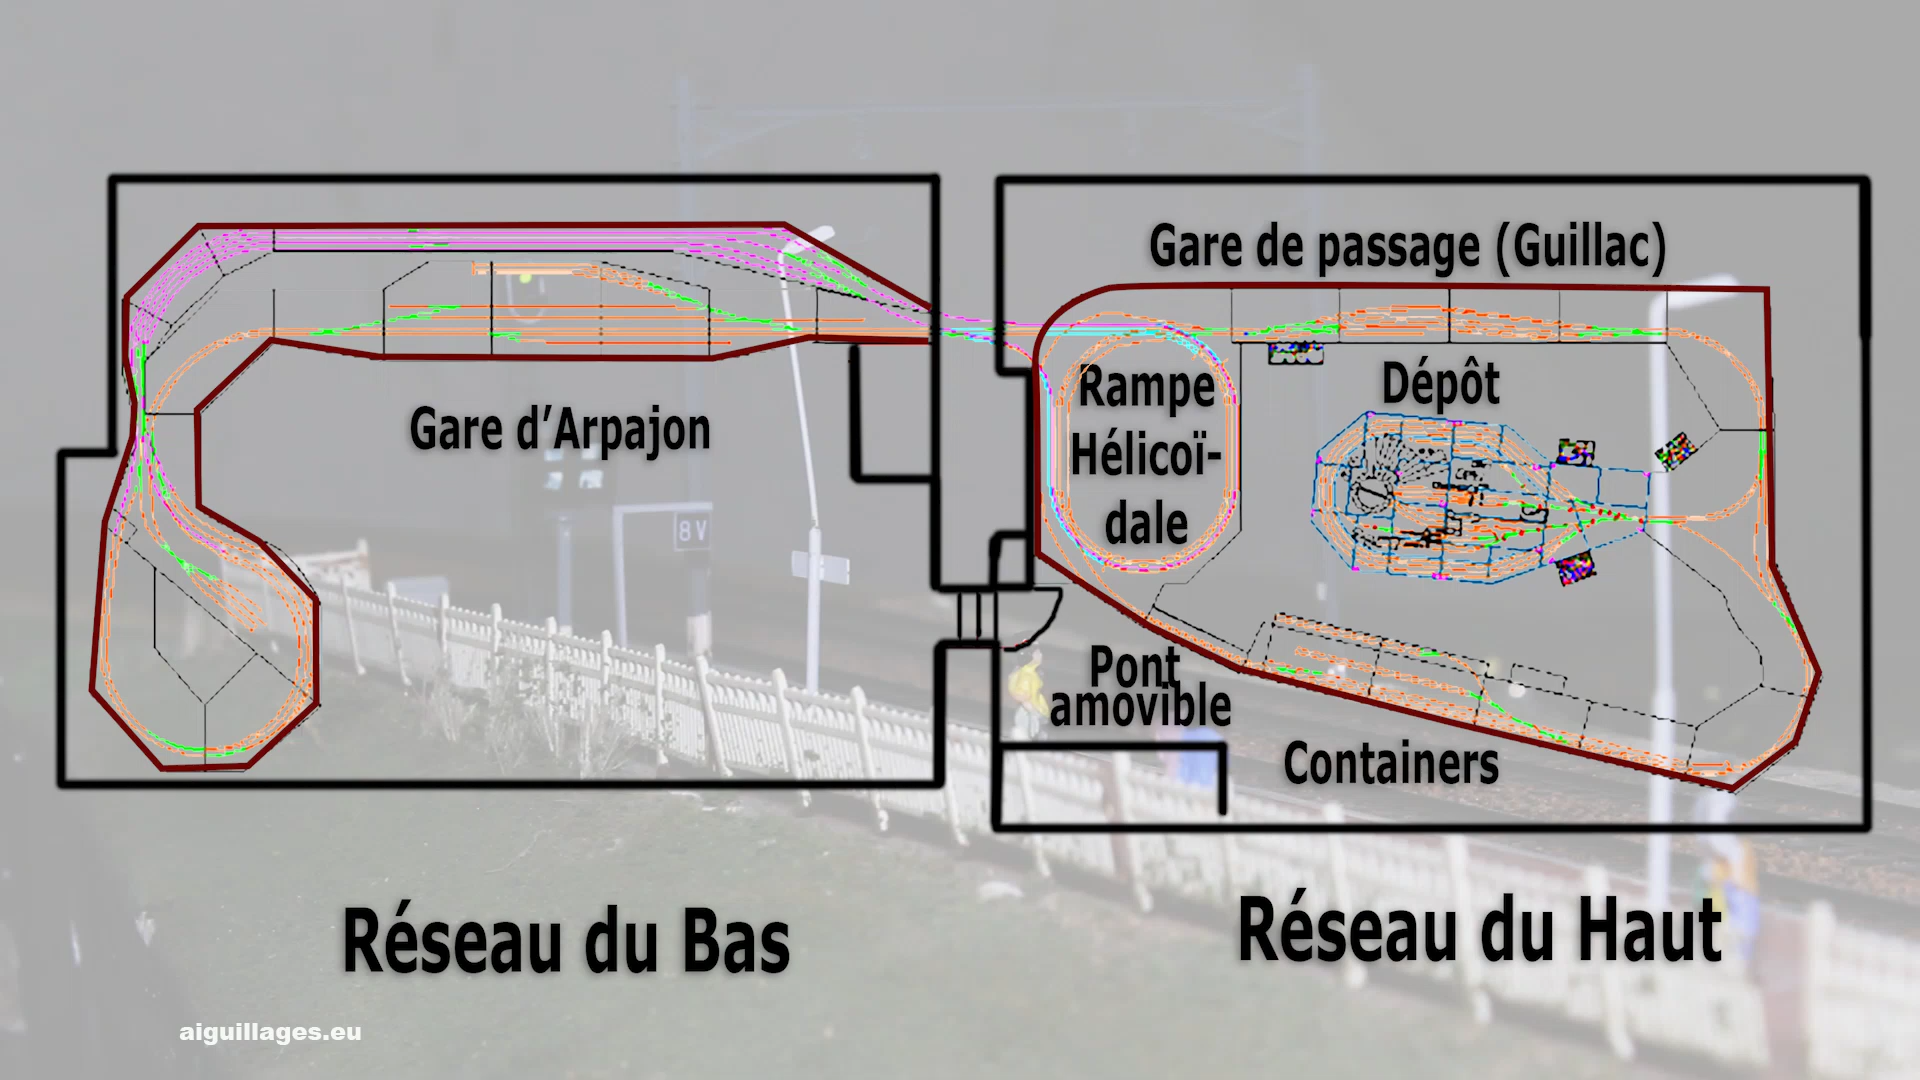 Gare de passage (Guillac)
Gare d’Arpajon
Rampe
Hélicoï-
dale
Dépôt
8 V
Pont
amovible
Containers
Réseau du Bas
Réseau du Haut
aiguillages.eu